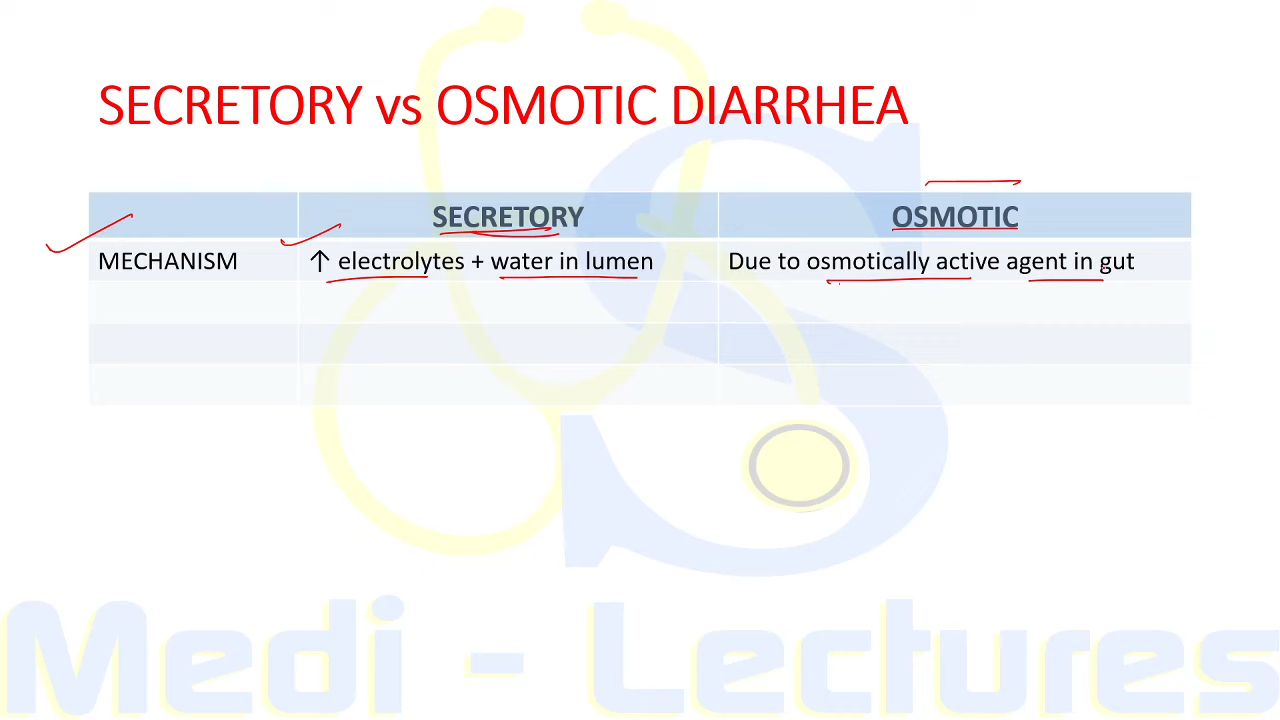 SECRETORY vs OSMOTIC DIARRHEA
SECRETORY OSMOTIC
MECHANISM ↑ electrolytes + water in lumen Due to osmotically active agent in gut
Medi - Lectures